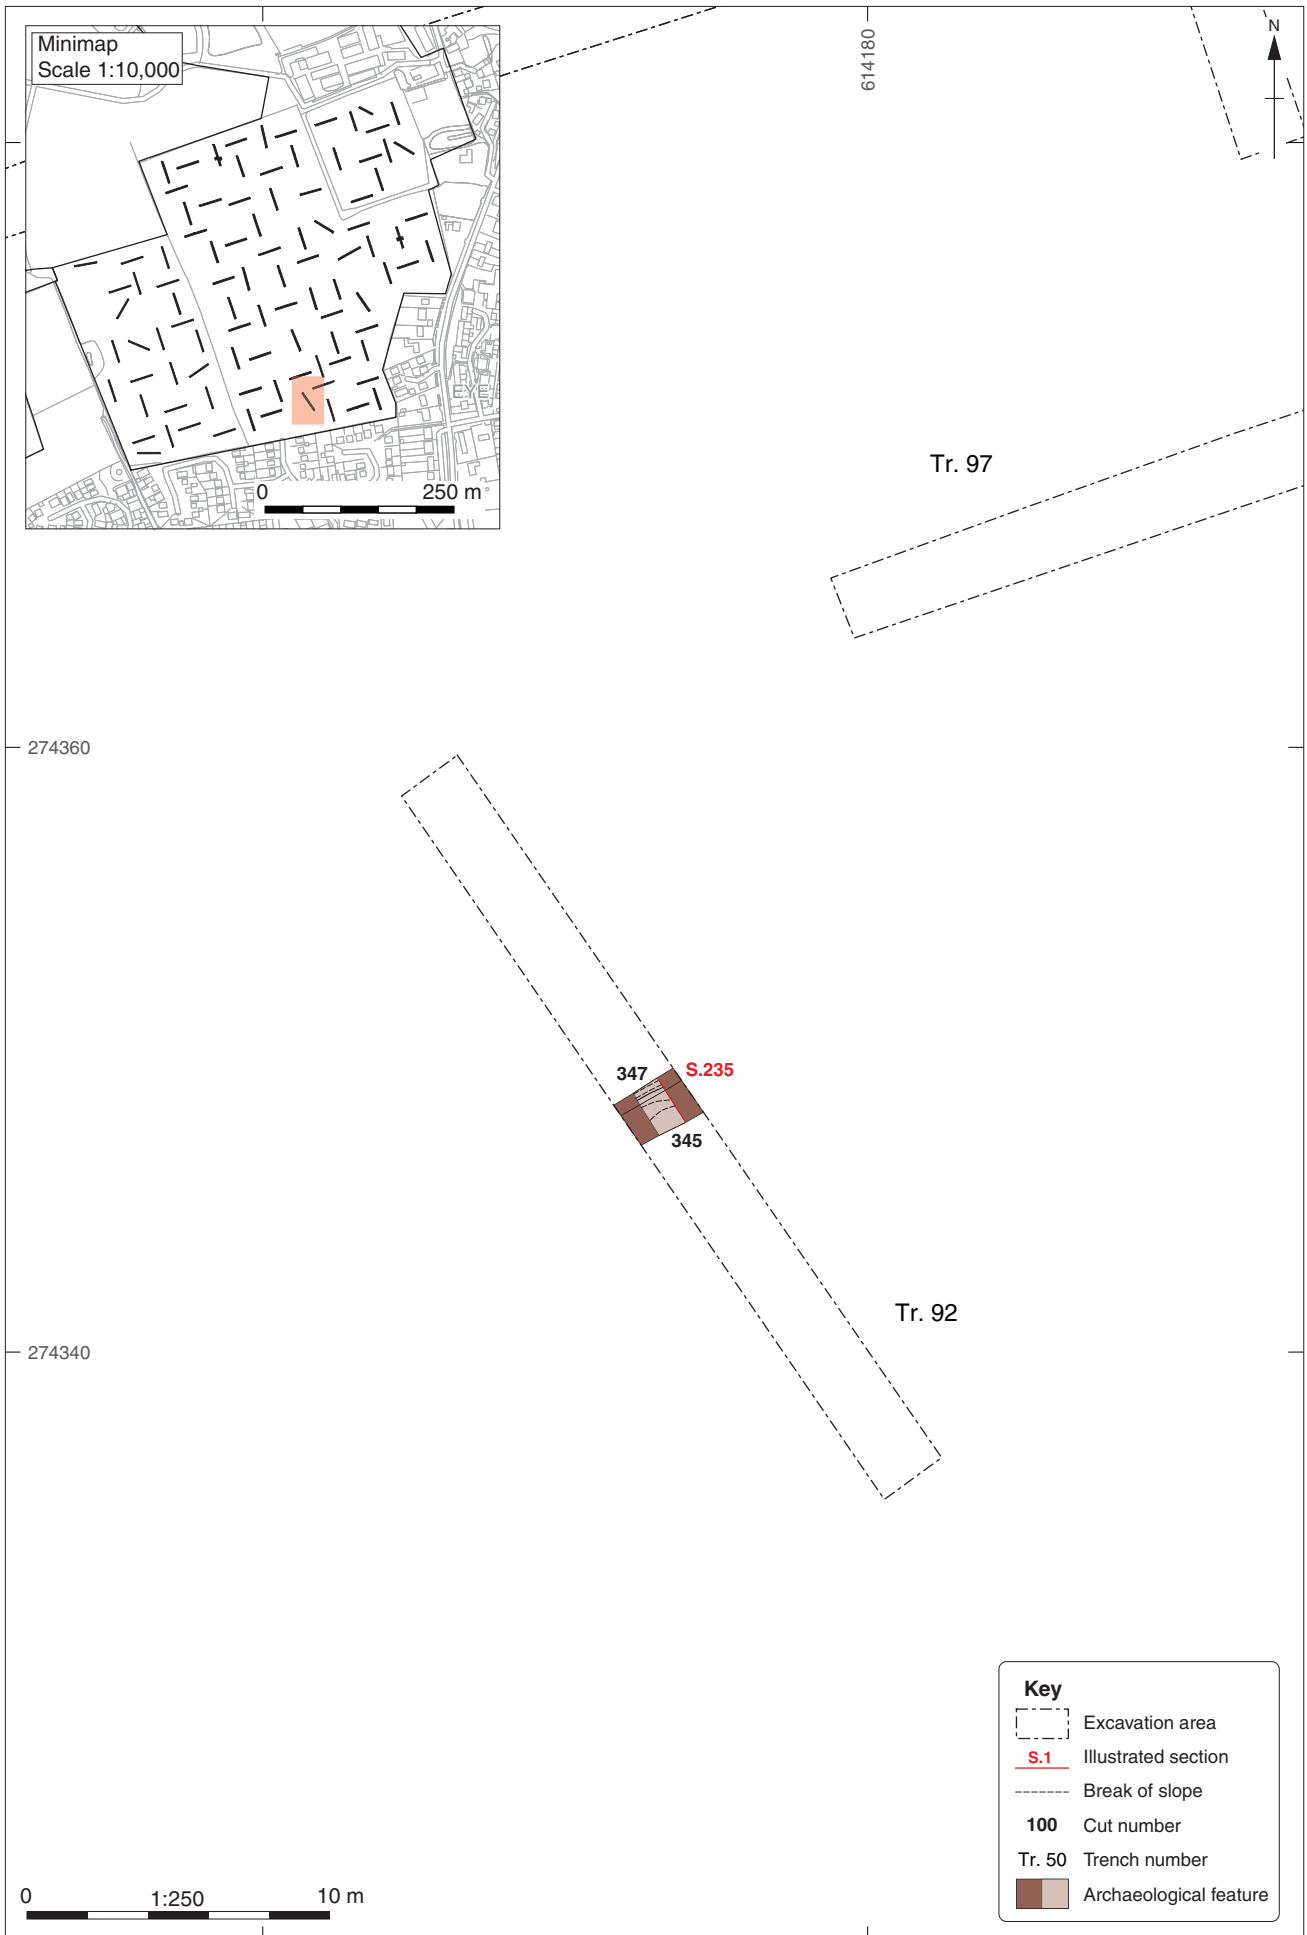 Minimap
Scale 1:10,000
EYE
0 250 m
614180
N
Tr. 97
274360
347
S.235
345
Tr. 92
274340
Key
Excavation area
S.1 Illustrated section
Break of slope
100 Cut number
Tr. 50 Trench number
Archaeological feature
0 1:250 10 m